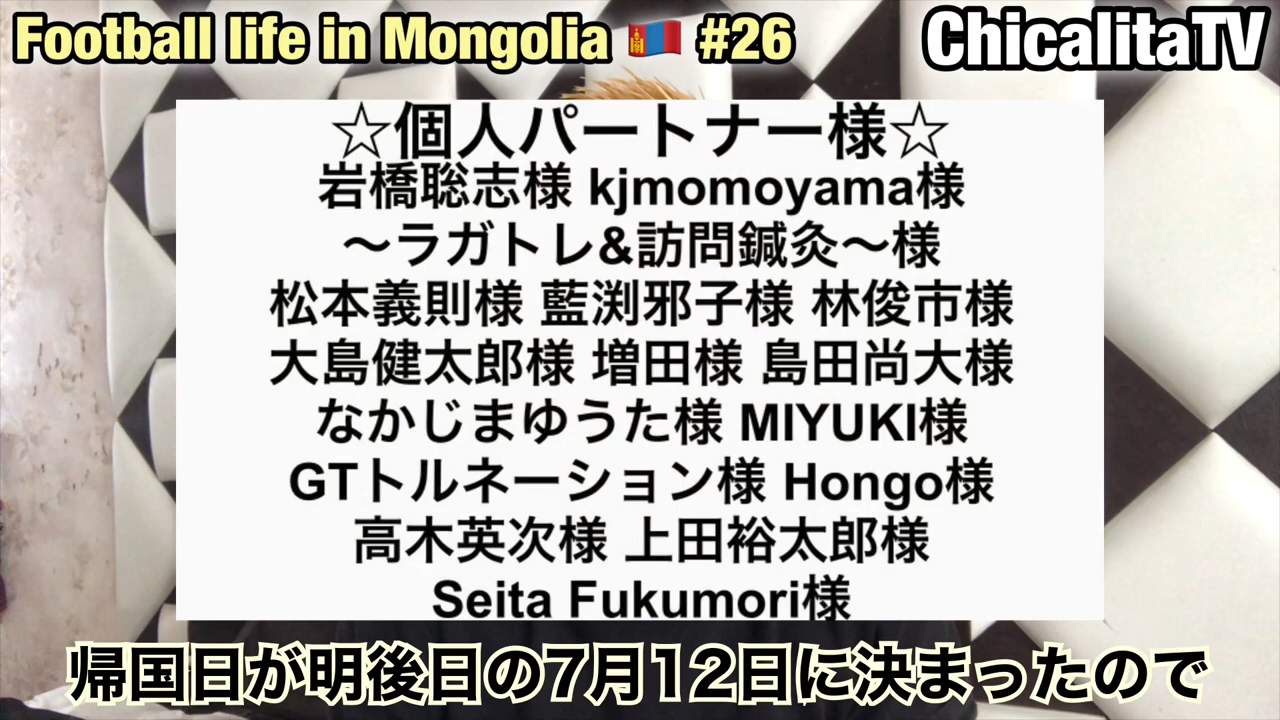 Football life in Mongolia 🇲🇳 #26
ChicalitaTV
☆個人パートナー様☆
岩橋聡志様 kjmomoyama様
〜ラガトレ&訪問鍼灸〜様
松本義則様 藍渕邪子様 林俊市様
大島健太郎様 増田様 島田尚大様
なかじまゆうた様 MIYUKI様
GTトルネーション様 Hongo様
高木英次様 上田裕太郎様
Seita Fukumori様
帰国日が明後日の7月12日に決まったので